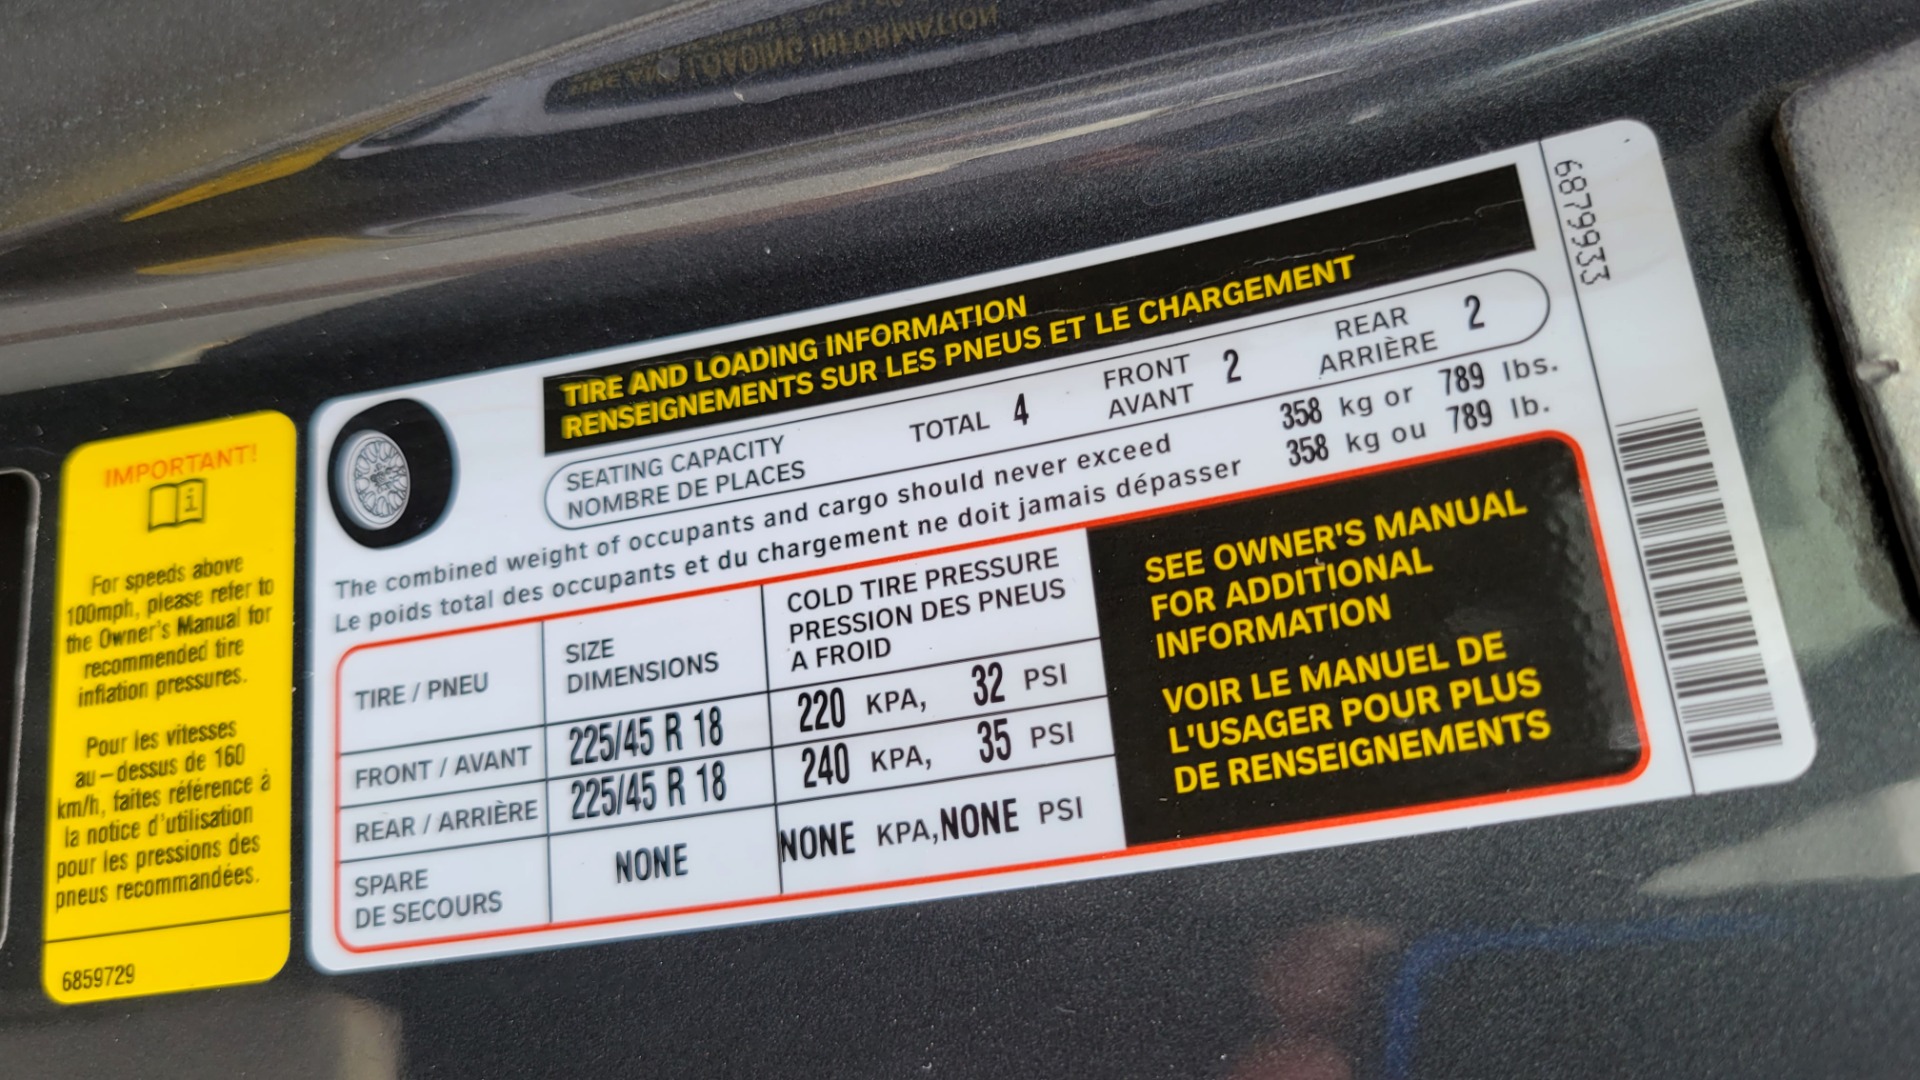 IMPORTANT!
For speeds above
100mph, please refer to
the Owner's Manual for
recommended tire
inflation pressures.
Pour les vitesses
au-dessus de 160
km/h, faites référence à
la notice d'utilisation
pour les pressions des
pneus recommandées.
6859729
TIRE AND LOADING INFORMATION
RENSEIGNEMENTS SUR LES PNEUS ET LE CHARGEMENT
SEATING CAPACITY
NOMBRE DE PLACES
TOTAL 4
FRONT
AVANT
2
REAR
ARRIÈRE
2
The combined weight of occupants and cargo should never exceed 358 kg or 789 lbs.
Le poids total des occupants et du chargement ne doit jamais dépasser 358 kg ou 789 lb.
TIRE / PNEU
SIZE
DIMENSIONS
COLD TIRE PRESSURE
PRESSION DES PNEUS
A FROID
FRONT / AVANT 225/45 R 18 220 KPA, 32 PSI
REAR / ARRIÈRE 225/45 R 18 240 KPA, 35 PSI
SPARE
DE SECOURS
NONE NONE KPA, NONE PSI
SEE OWNER'S MANUAL
FOR ADDITIONAL
INFORMATION
VOIR LE MANUEL DE
L'USAGER POUR PLUS
DE RENSEIGNEMENTS
6879933